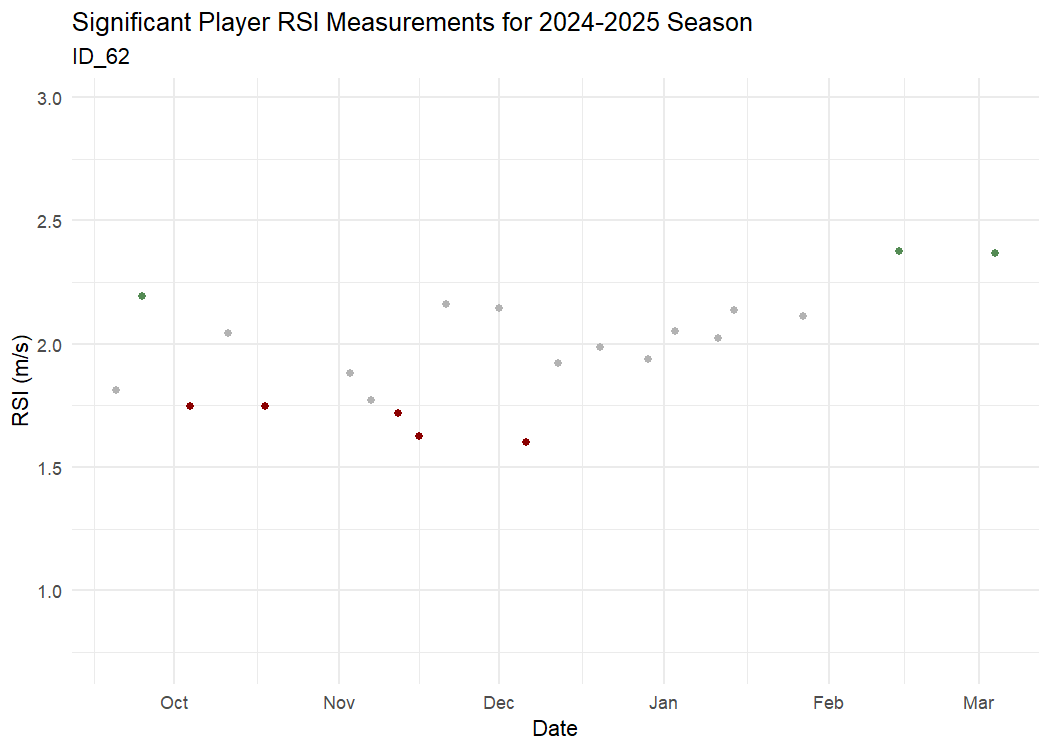 Significant Player RSI Measurements for 2024-2025 Season
ID_62
3.0
2.5
2.0
1.5
1.0
RSI (m/s)
Oct Nov Dec Jan Feb Mar
Date